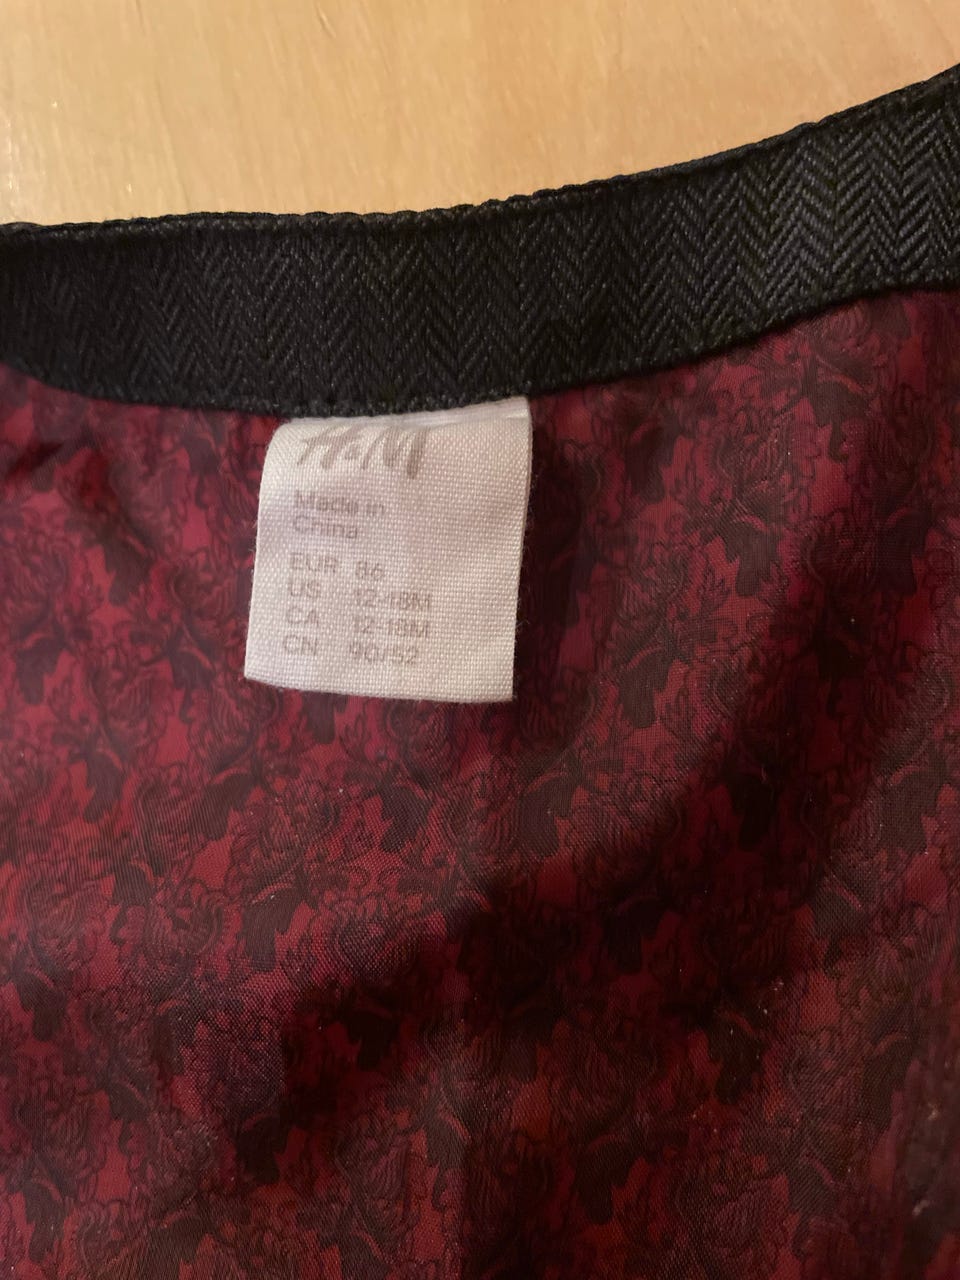 H&M
Made in
China
EUR 86
US 12-18M
CA 12-18M
CN 90/52